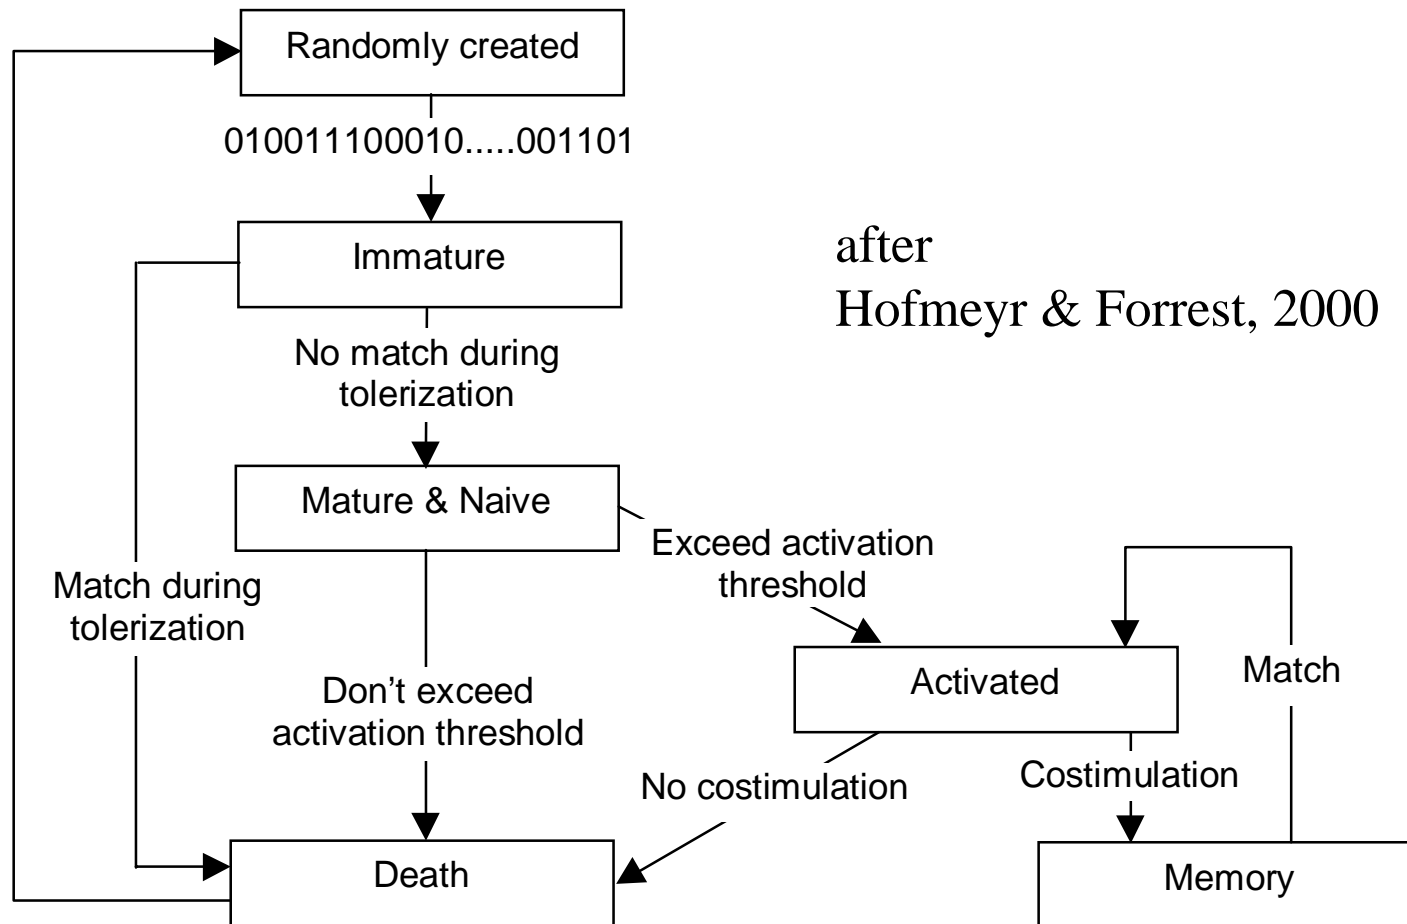 Randomly created
010011100010.....001101
Immature
after
Hofmeyr & Forrest, 2000
No match during
tolerization
Mature & Naive
Exceed activation
threshold
Match during
tolerization
Activated
Match
Don't exceed
activation threshold
No costimulation
Costimulation
Death
Memory